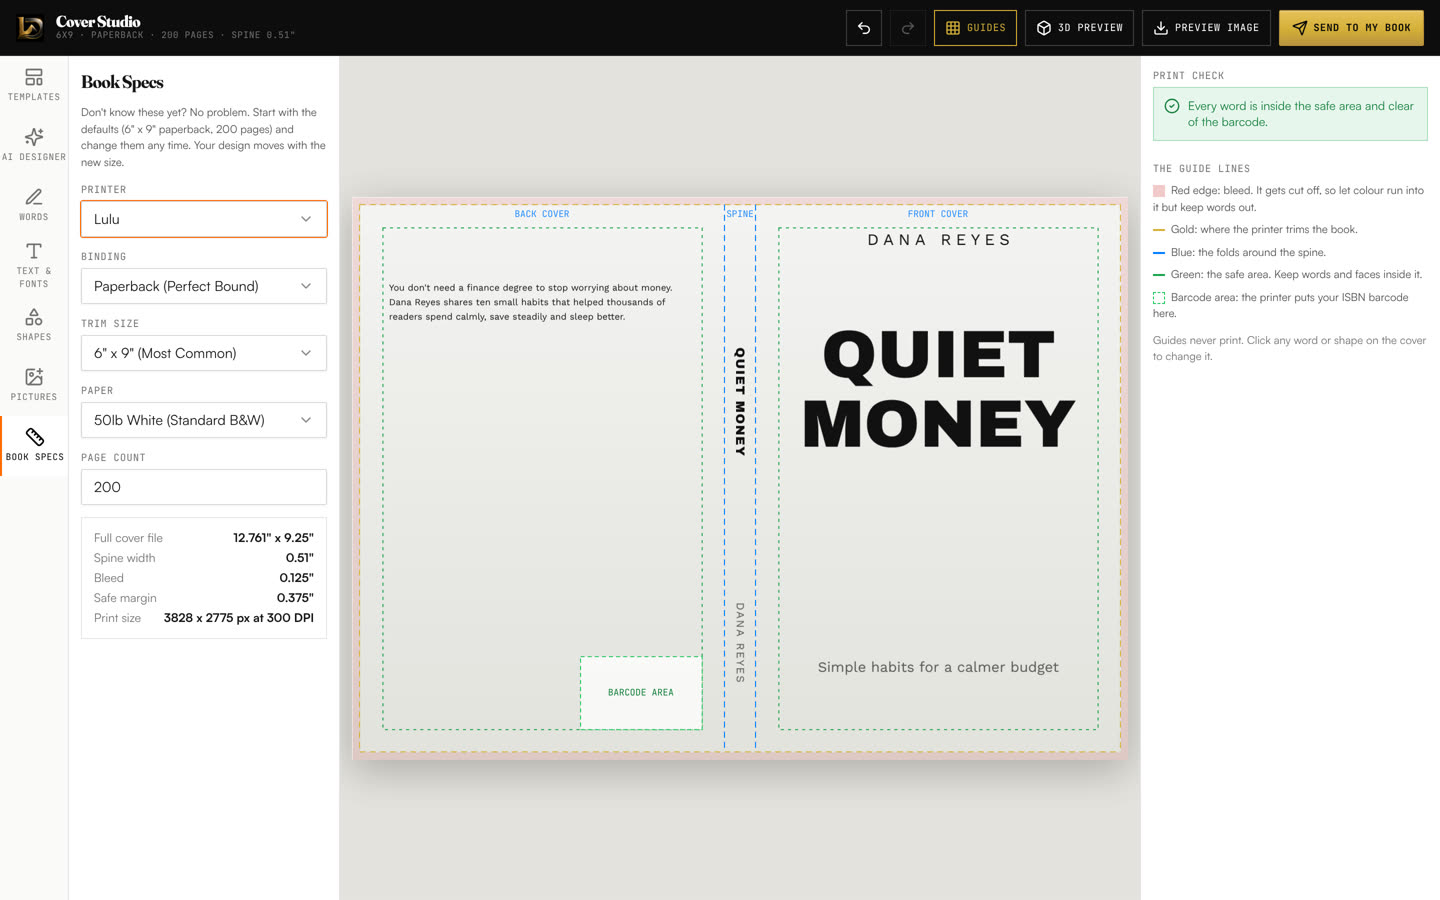 Cover Studio
6X9 · PAPERBACK · 200 PAGES · SPINE 0.51"
GUIDES
3D PREVIEW
PREVIEW IMAGE
SEND TO MY BOOK
TEMPLATES
AI DESIGNER
WORDS
TEXT &
FONTS
SHAPES
PICTURES
BOOK SPECS
Book Specs
Don't know these yet? No problem. Start with the
defaults (6" x 9" paperback, 200 pages) and
change them any time. Your design moves with the
new size.
PRINTER
Lulu
BINDING
Paperback (Perfect Bound)
TRIM SIZE
6" x 9" (Most Common)
PAPER
50lb White (Standard B&W)
PAGE COUNT
200
Full cover file 12.761" x 9.25"
Spine width 0.51"
Bleed 0.125"
Safe margin 0.375"
Print size 3828 x 2775 px at 300 DPI
BACK COVER
You don't need a finance degree to stop worrying about money.
Dana Reyes shares ten small habits that helped thousands of
readers spend calmly, save steadily and sleep better.
BARCODE AREA
SPINE
QUIET MONEY
DANA REYES
FRONT COVER
DANA REYES
QUIET
MONEY
Simple habits for a calmer budget
PRINT CHECK
Every word is inside the safe area and clear
of the barcode.
THE GUIDE LINES
Red edge: bleed. It gets cut off, so let colour run into
it but keep words out.
Gold: where the printer trims the book.
Blue: the folds around the spine.
Green: the safe area. Keep words and faces inside it.
Barcode area: the printer puts your ISBN barcode
here.
Guides never print. Click any word or shape on the cover
to change it.